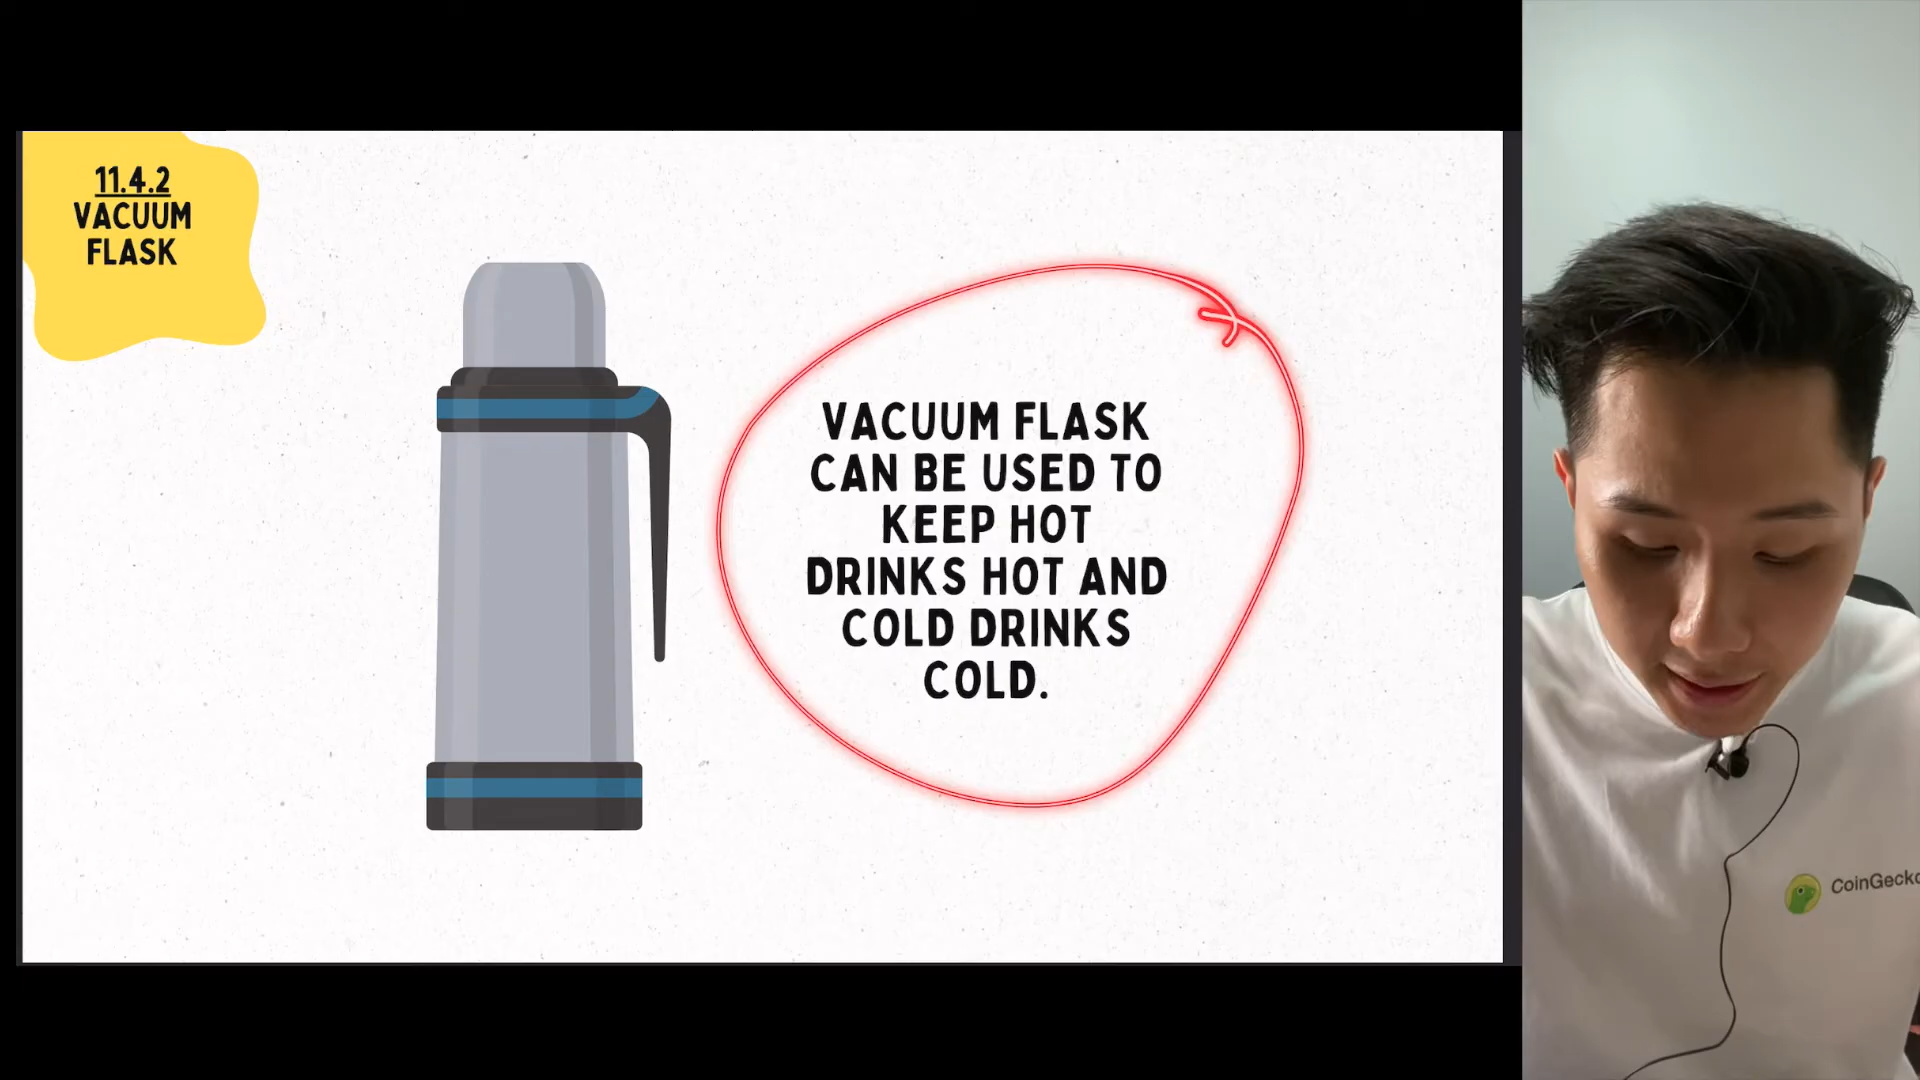 11.4.2
VACUUM
FLASK
VACUUM FLASK
CAN BE USED TO
KEEP HOT
DRINKS HOT AND
COLD DRINKS
COLD.
CoinGecko